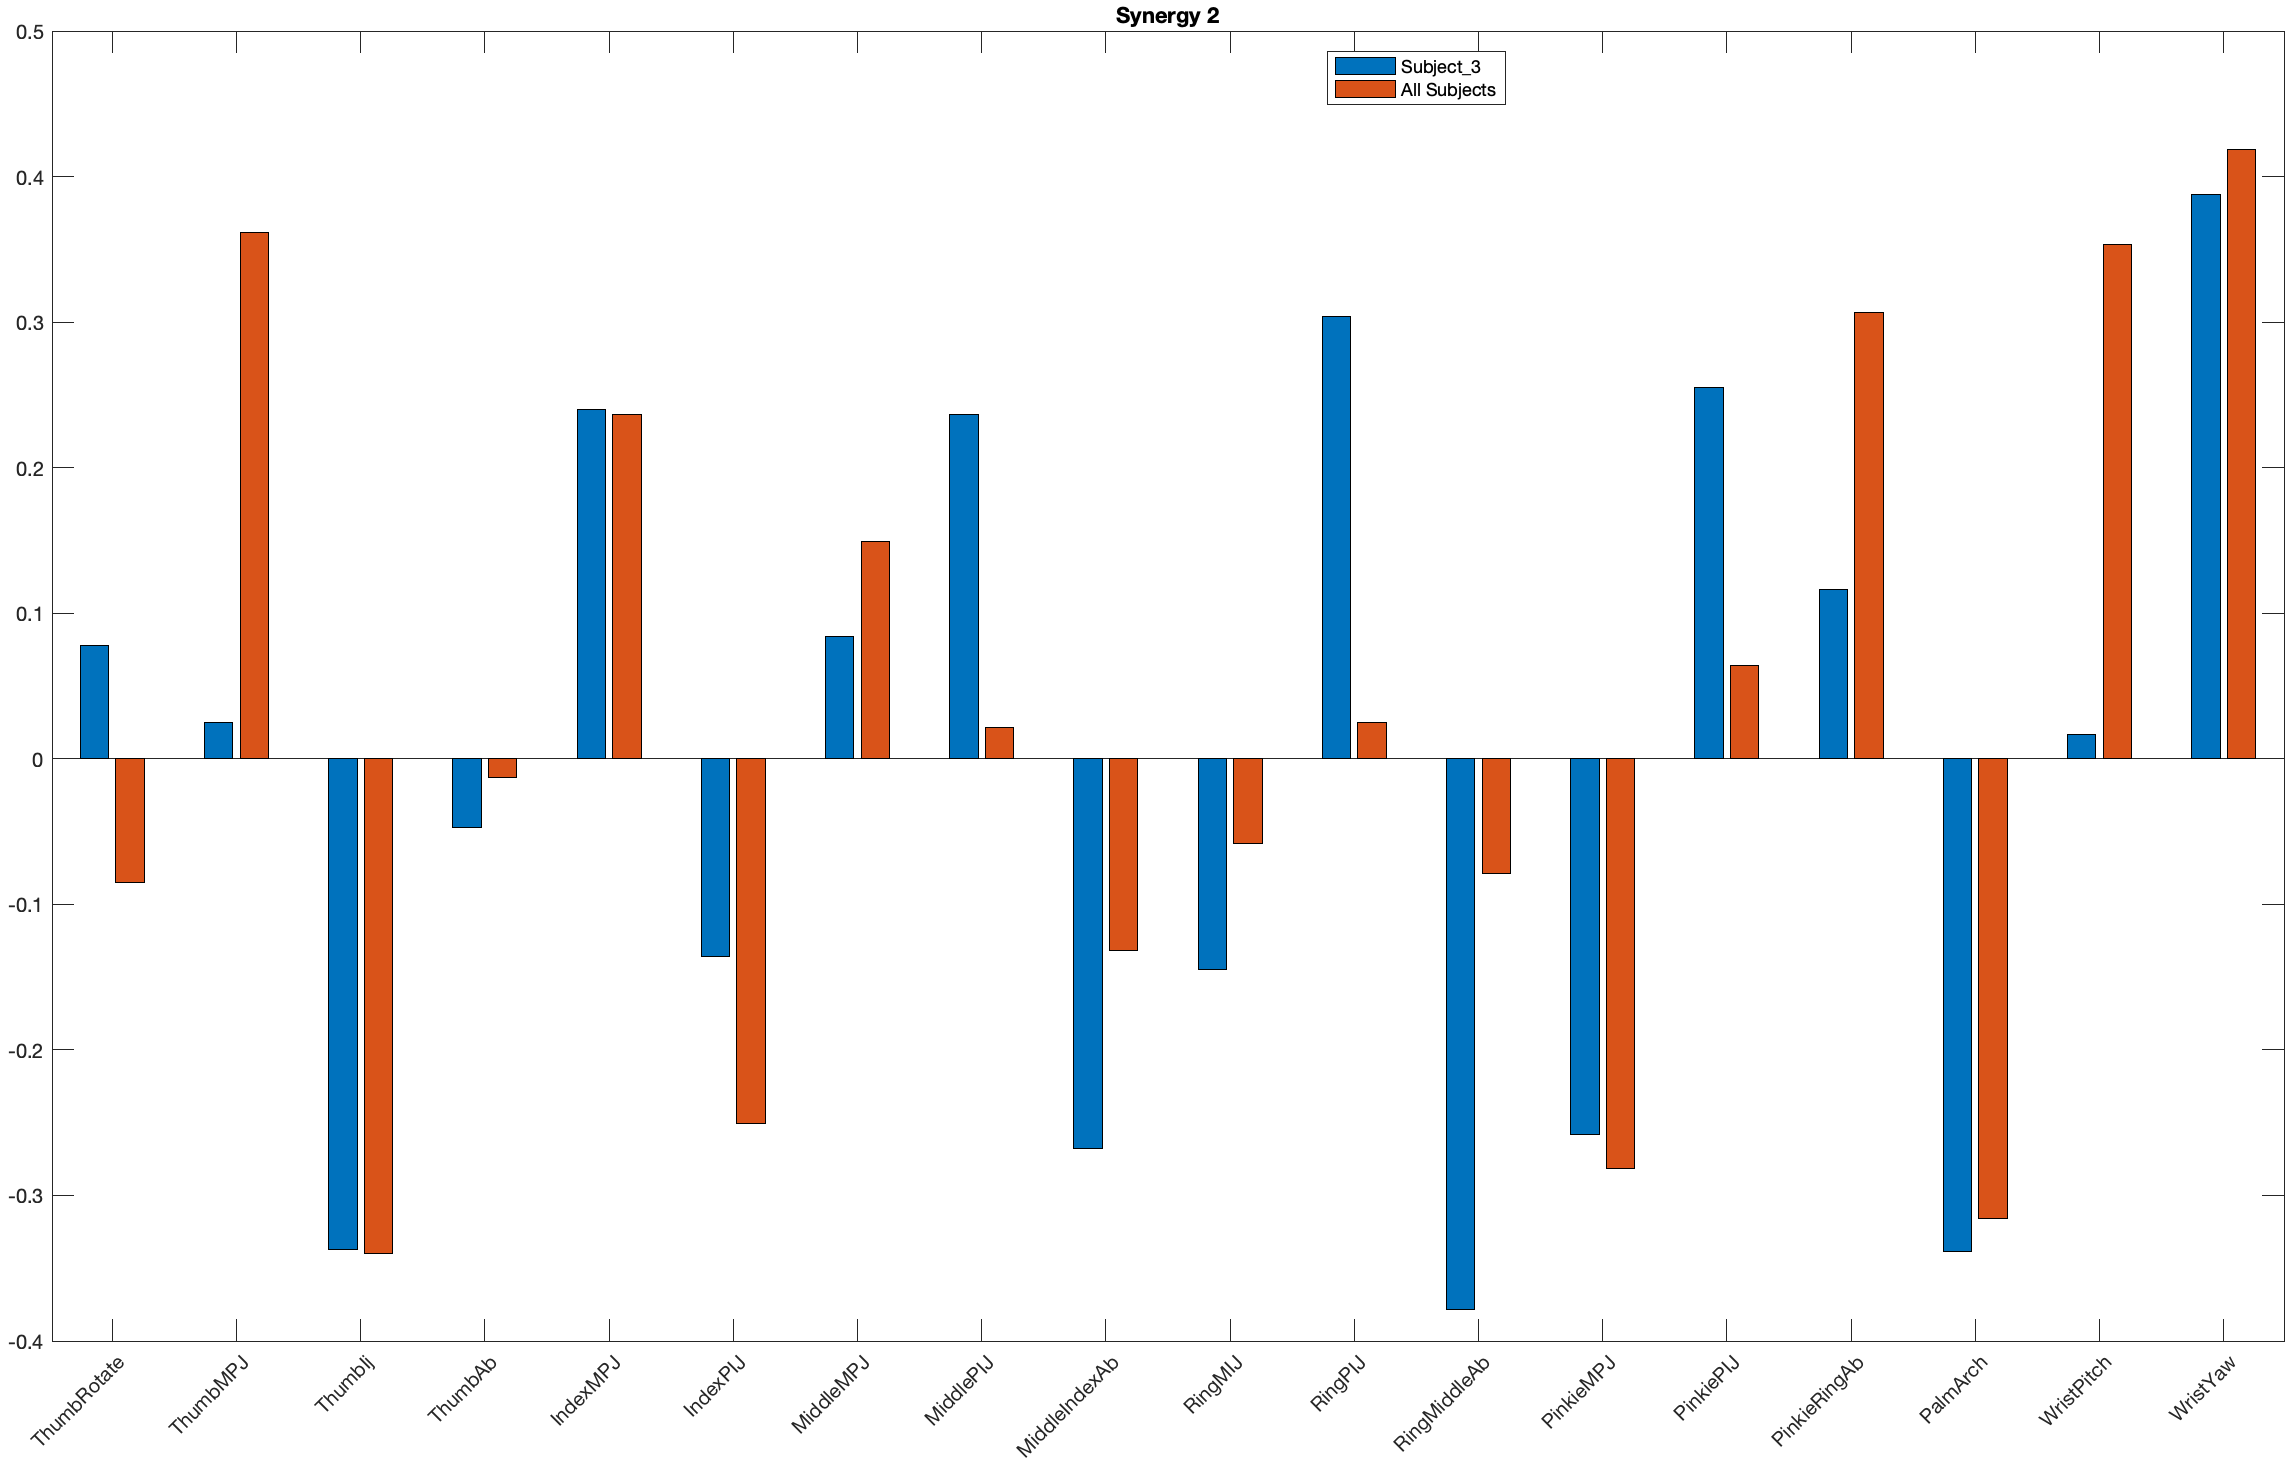 Synergy 2
Subject_3
All Subjects
0.5
0.4
0.3
0.2
0.1
0
-0.1
-0.2
-0.3
-0.4
ThumbRotate
ThumbMPJ
ThumbIj
ThumbAb
IndexMPJ
IndexPIJ
MiddleMPJ
MiddlePIJ
MiddleIndexAb
RingMIJ
RingPIJ
RingMiddleAb
PinkieMPJ
PinkiePIJ
PinkieRingAb
PalmArch
WristPitch
WristYaw